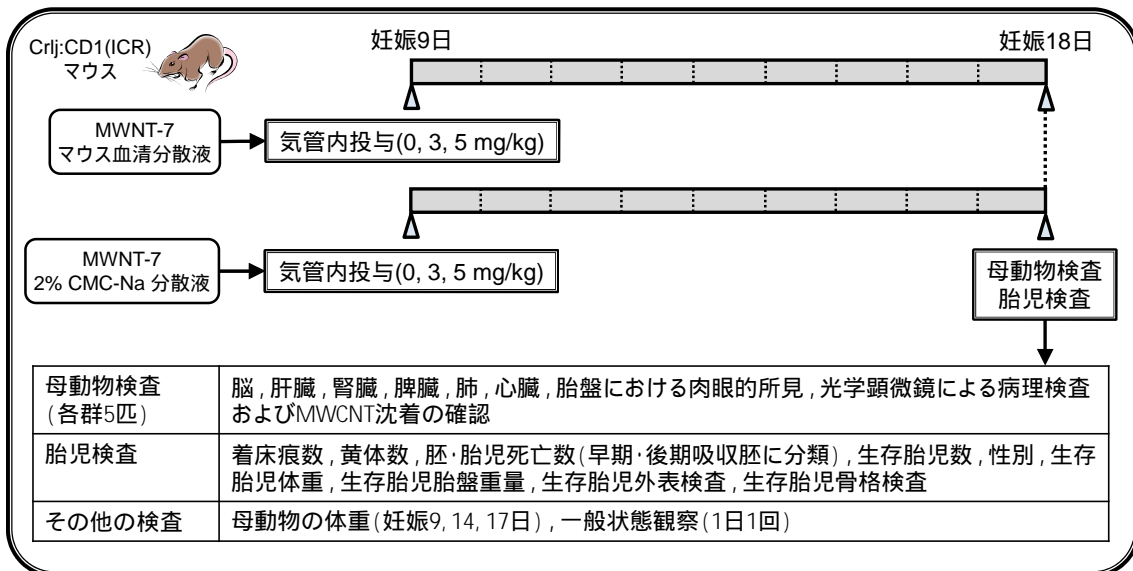 Crlj:CD1(ICR)
マウス
妊娠9日
妊娠18日
MWNT-7
マウス血清分散液
気管内投与(0, 3, 5 mg/kg)
MWNT-7
2% CMC-Na 分散液
気管内投与(0, 3, 5 mg/kg)
母動物検査
胎児検査
母動物検査
(各群5匹)
脳,肝臓,腎臓,脾臓,肺,心臓,胎盤における肉眼的所見,光学顕微鏡による病理検査
およびMWCNT沈着の確認
胎児検査
着床痕数,黄体数,胚・胎児死亡数(早期・後期吸収胚に分類),生存胎児数,性別,生存
胎児体重,生存胎児胎盤重量,生存胎児外表検査,生存胎児骨格検査
その他の検査
母動物の体重(妊娠9, 14, 17日),一般状態観察(1日1回)